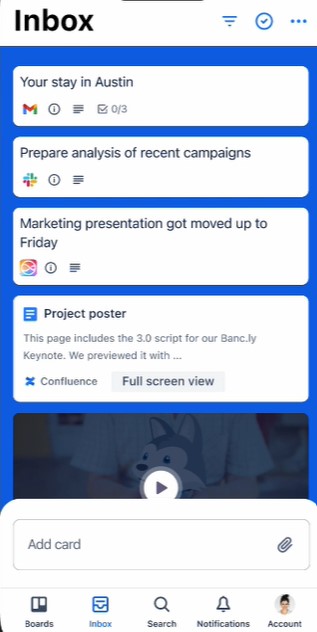 Inbox
Your stay in Austin
0/3
Prepare analysis of recent campaigns
Marketing presentation got moved up to
Friday
Project poster
This page includes the 3.0 script for our Banc.ly
Keynote. We previewed it with ...
Confluence Full screen view
Add card
Boards Inbox Search Notifications Account